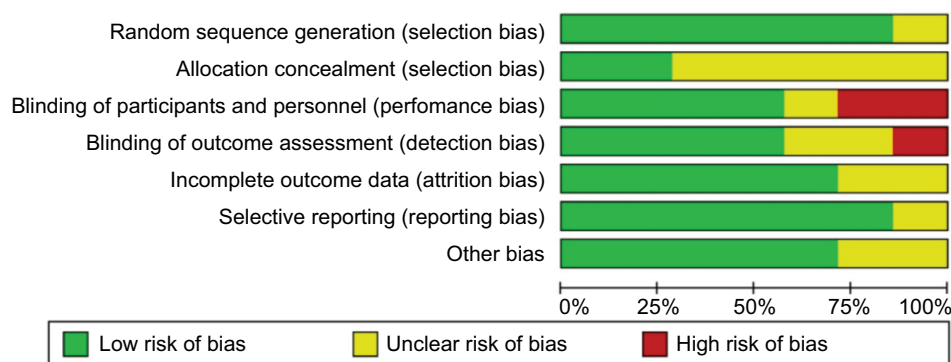 Random sequence generation (selection bias)
Allocation concealment (selection bias)
Blinding of participants and personnel (perfomance bias)
Blinding of outcome assessment (detection bias)
Incomplete outcome data (attrition bias)
Selective reporting (reporting bias)
Other bias
0% 25% 50% 75% 100%
Low risk of bias Unclear risk of bias High risk of bias